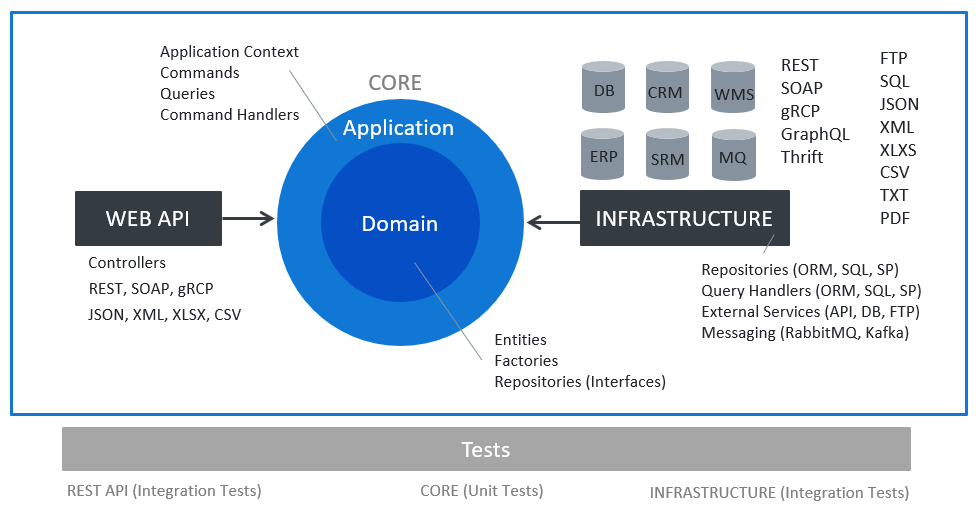 Application Context
Commands
Queries
Command Handlers
CORE
Application
Domain
WEB API
Controllers
REST, SOAP, gRCP
JSON, XML, XLSX, CSV
Entities
Factories
Repositories (Interfaces)
DB
CRM
WMS
ERP
SRM
MQ
REST
SOAP
gRCP
GraphQL
Thrift
FTP
SQL
JSON
XML
XLXS
CSV
TXT
PDF
INFRASTRUCTURE
Repositories (ORM, SQL, SP)
Query Handlers (ORM, SQL, SP)
External Services (API, DB, FTP)
Messaging (RabbitMQ, Kafka)
Tests
REST API (Integration Tests)
CORE (Unit Tests)
INFRASTRUCTURE (Integration Tests)